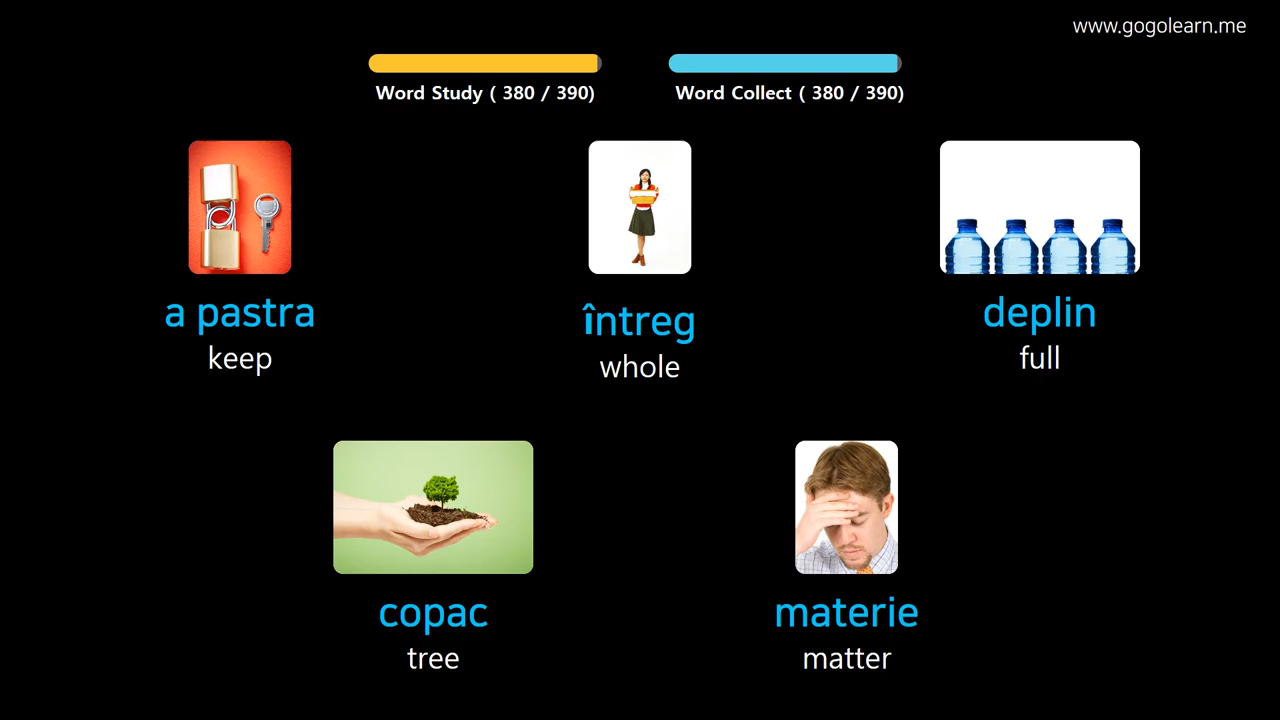 www.gogolearn.me
Word Study ( 380 / 390)
Word Collect ( 380 / 390)
a pastra
keep
întreg
whole
deplin
full
copac
tree
materie
matter